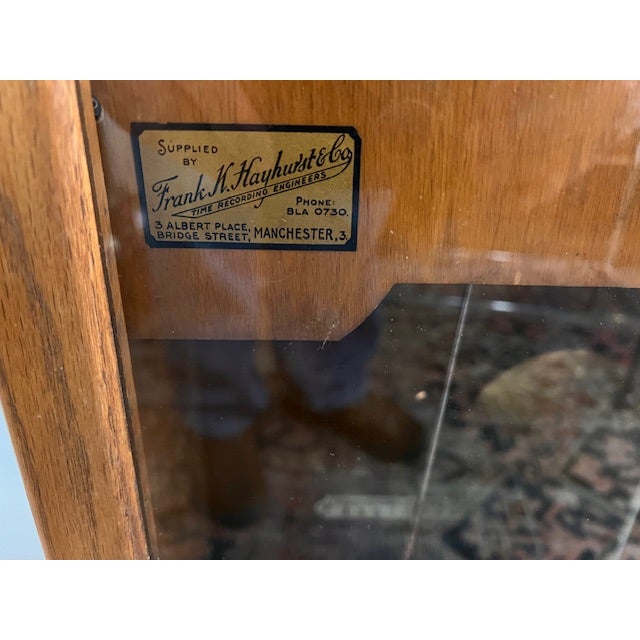 SUPPLIED
BY
Frank N. Hayhurst & Co.
TIME RECORDING ENGINEERS
PHONE:
BLA 0730.
3 ALBERT PLACE,
BRIDGE STREET, MANCHESTER, 3.